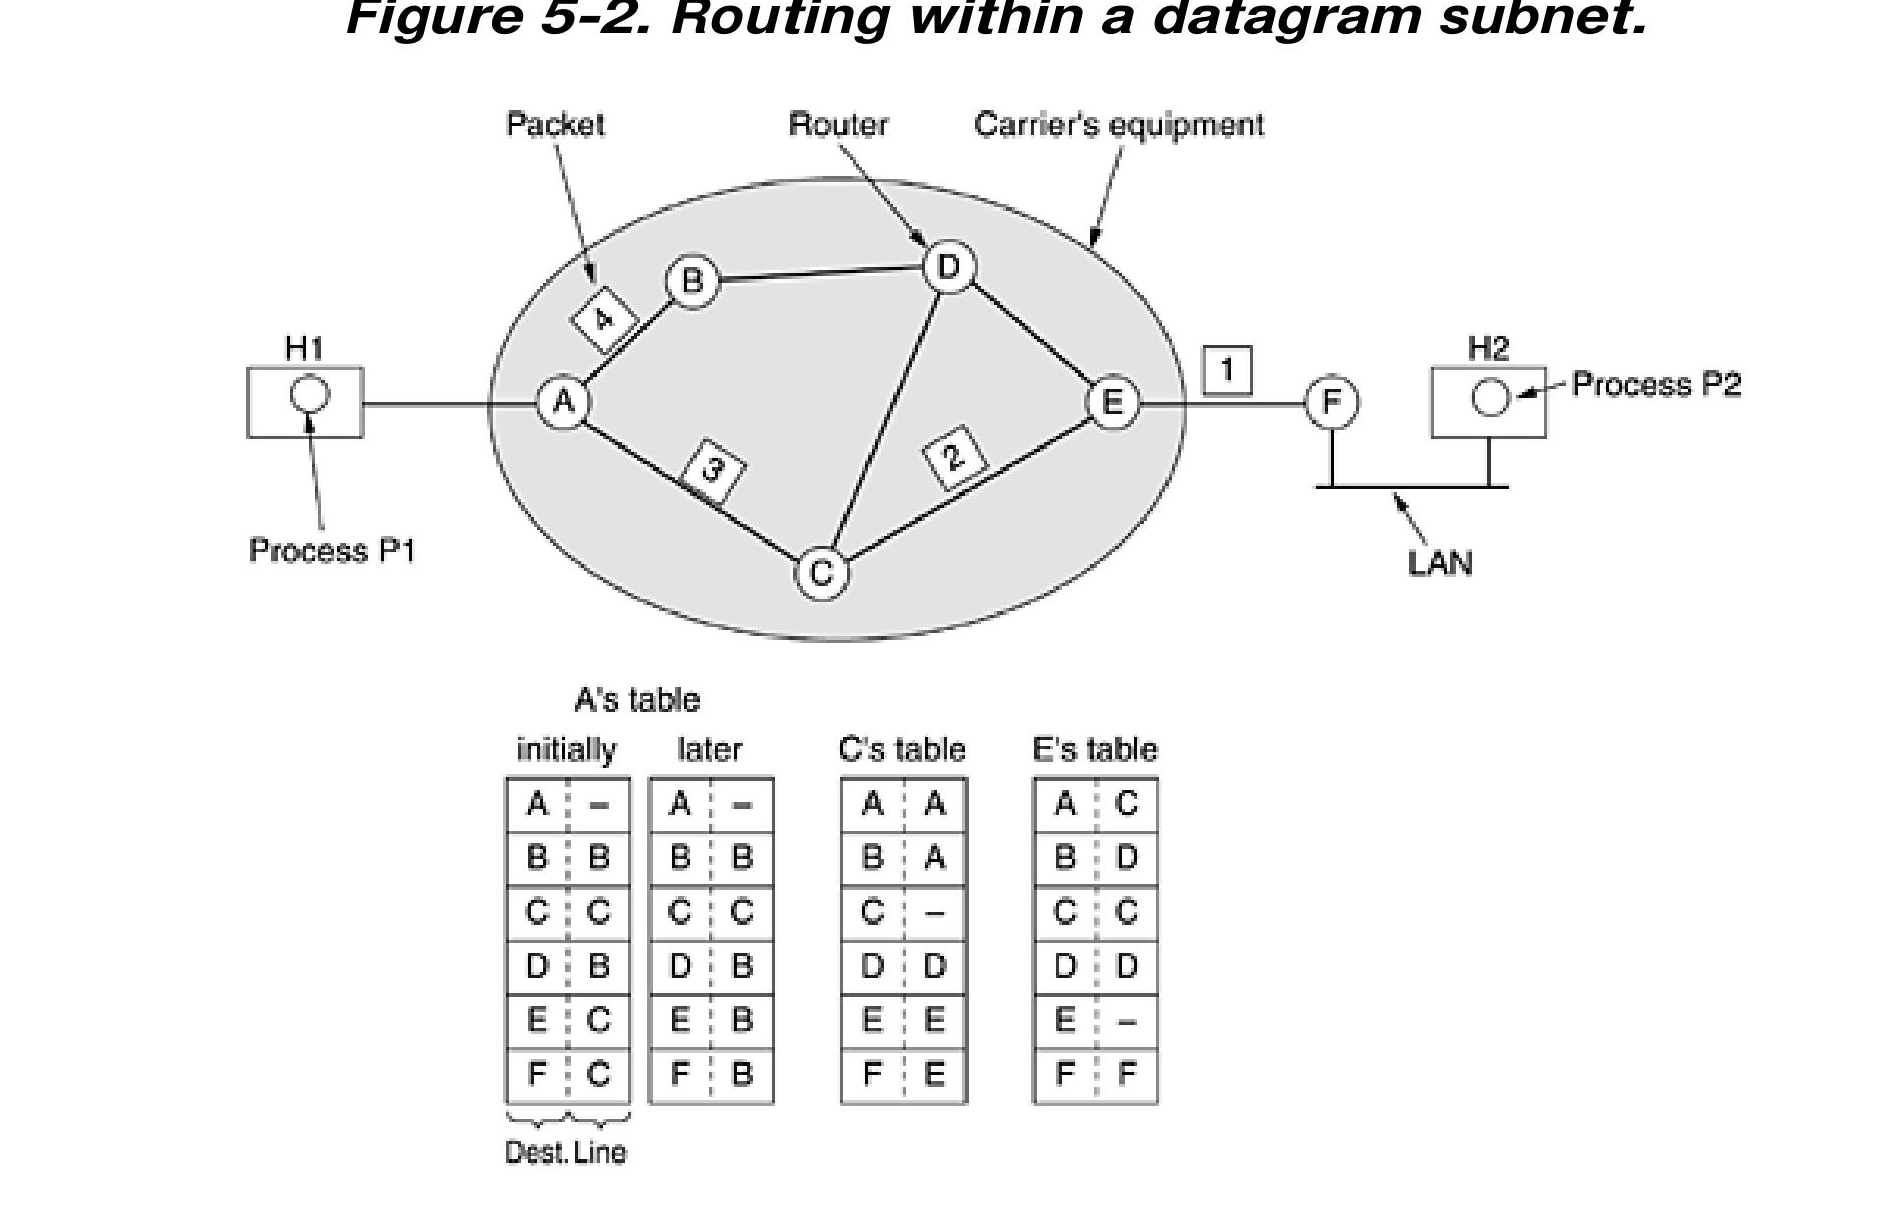 Figure 5-2. Routing within a datagram subnet.
Packet Router Carrier's equipment
B D
4
H1 1 H2
A E F Process P2
3 2
Process P1
C LAN
A's table
initially later C's table E's table
A – A – A A A C
B B B B B A B D
C C C C C – C C
D B D B D D D D
E C E B E E E –
F C F B F E F F
Dest. Line